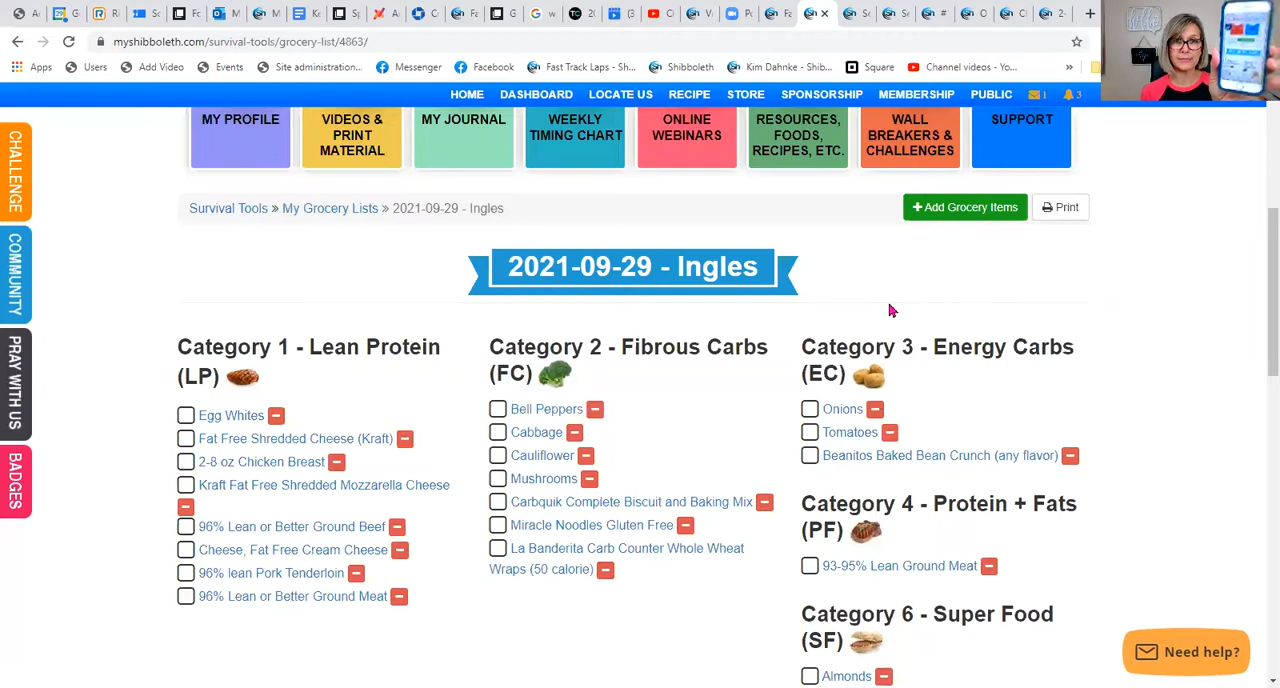 myshibboleth.com/survival-tools/grocery-list/4863/
Apps Users Add Video Events Site administration... Messenger Facebook Fast Track Laps - Sh... Shibboleth Kim Dahnke - Shib... Square Channel videos - Yo... »
HOME DASHBOARD LOCATE US RECIPE STORE SPONSORSHIP MEMBERSHIP PUBLIC 1 3
MY PROFILE
VIDEOS &
PRINT
MATERIAL
MY JOURNAL
WEEKLY
TIMING CHART
ONLINE
WEBINARS
RESOURCES,
FOODS,
RECIPES, ETC.
WALL
BREAKERS &
CHALLENGES
SUPPORT
CHALLENGE
COMMUNITY
PRAY WITH US
BADGES
Survival Tools » My Grocery Lists » 2021-09-29 - Ingles
+ Add Grocery Items
Print
2021-09-29 - Ingles
Category 1 - Lean Protein
(LP)
Egg Whites
Fat Free Shredded Cheese (Kraft)
2-8 oz Chicken Breast
Kraft Fat Free Shredded Mozzarella Cheese
96% Lean or Better Ground Beef
Cheese, Fat Free Cream Cheese
96% lean Pork Tenderloin
96% Lean or Better Ground Meat
Category 2 - Fibrous Carbs
(FC)
Bell Peppers
Cabbage
Cauliflower
Mushrooms
Carbquik Complete Biscuit and Baking Mix
Miracle Noodles Gluten Free
La Banderita Carb Counter Whole Wheat
Wraps (50 calorie)
Category 3 - Energy Carbs
(EC)
Onions
Tomatoes
Beanitos Baked Bean Crunch (any flavor)
Category 4 - Protein + Fats
(PF)
93-95% Lean Ground Meat
Category 6 - Super Food
(SF)
Almonds
Need help?